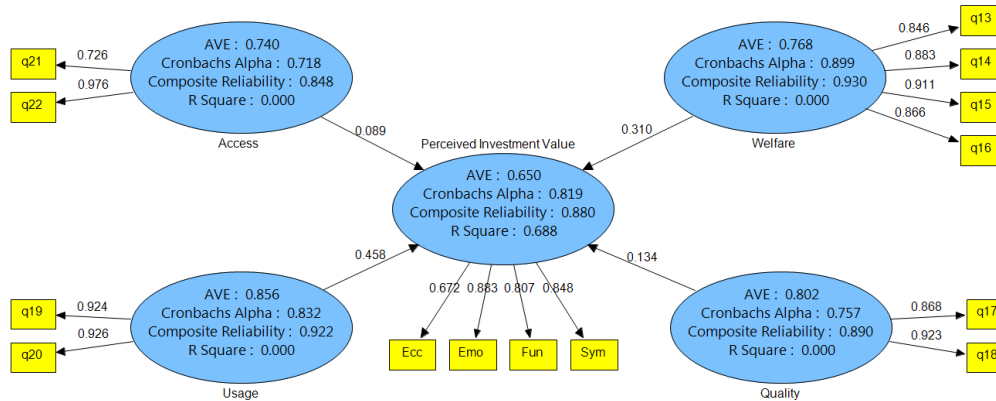 q21
0.726
q22
0.976
AVE : 0.740
Cronbachs Alpha : 0.718
Composite Reliability : 0.848
R Square : 0.000
Access
0.089
AVE : 0.768
Cronbachs Alpha : 0.899
Composite Reliability : 0.930
R Square : 0.000
Welfare
0.846
q13
0.883
q14
0.911
q15
0.866
q16
0.310
Perceived Investment Value
AVE : 0.650
Cronbachs Alpha : 0.819
Composite Reliability : 0.880
R Square : 0.688
0.458
0.134
q19
0.924
q20
0.926
AVE : 0.856
Cronbachs Alpha : 0.832
Composite Reliability : 0.922
R Square : 0.000
Usage
0.672 0.883 0.807 0.848
Ecc Emo Fun Sym
AVE : 0.802
Cronbachs Alpha : 0.757
Composite Reliability : 0.890
R Square : 0.000
Quality
0.868
q17
0.923
q18